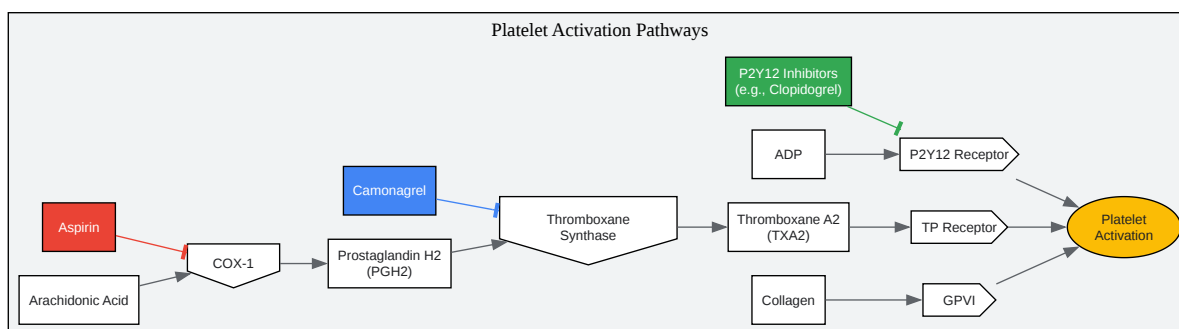 Platelet Activation Pathways
P2Y12 Inhibitors
(e.g., Clopidogrel)
ADP
P2Y12 Receptor
Camonagrel
Aspirin
Thromboxane
Synthase
Thromboxane A2
(TXA2)
TP Receptor
Platelet
Activation
COX-1
Prostaglandin H2
(PGH2)
Arachidonic Acid
Collagen
GPVI